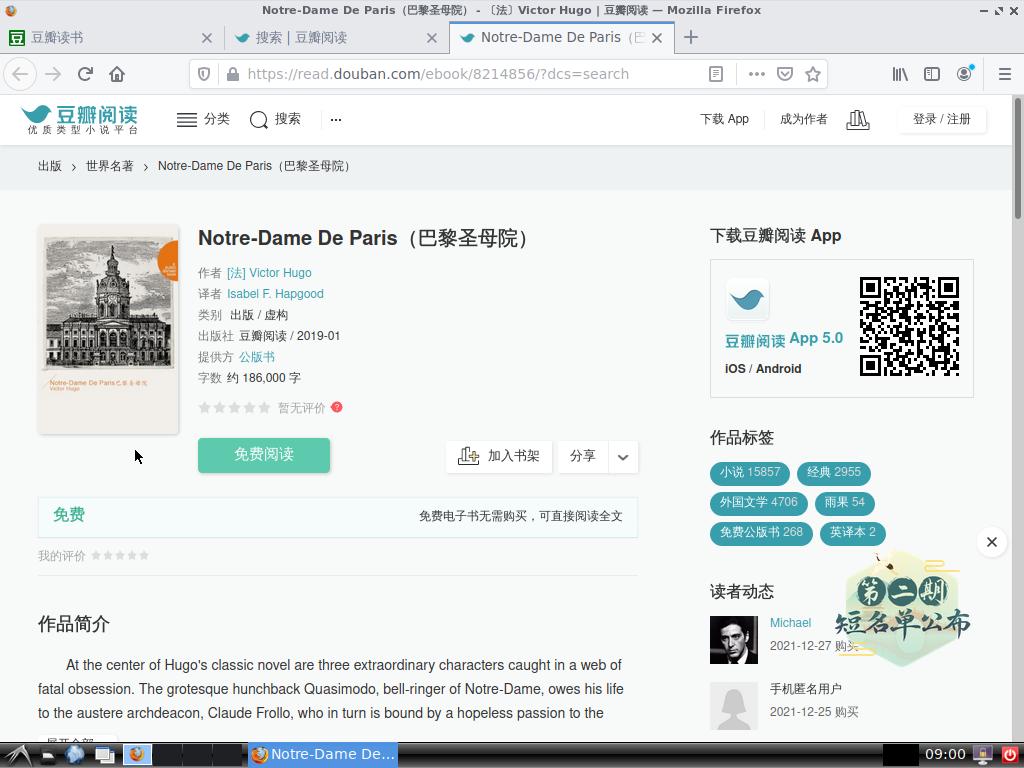 Notre-Dame De Paris（巴黎圣母院） - 〔法〕Victor Hugo | 豆瓣阅读 — Mozilla Firefox
豆瓣读书
搜索 | 豆瓣阅读
Notre-Dame De Paris（巴
https://read.douban.com/ebook/8214856/?dcs=search
豆瓣阅读
优质类型小说平台
分类
搜索
下载 App
成为作者
登录 / 注册
出版 › 世界名著 › Notre-Dame De Paris（巴黎圣母院）
Notre-Dame De Paris（巴黎圣母院）
作者 [法] Victor Hugo
译者 Isabel F. Hapgood
类别 出版 / 虚构
出版社 豆瓣阅读 / 2019-01
提供方 公版书
字数 约 186,000 字
暂无评价
Notre-Dame De Paris巴黎圣母院
Victor Hugo
免费阅读
加入书架
分享
免费
免费电子书无需购买，可直接阅读全文
我的评价
作品简介
At the center of Hugo's classic novel are three extraordinary characters caught in a web of
fatal obsession. The grotesque hunchback Quasimodo, bell-ringer of Notre-Dame, owes his life
to the austere archdeacon, Claude Frollo, who in turn is bound by a hopeless passion to the
展开全部
下载豆瓣阅读 App
豆瓣阅读 App 5.0
iOS / Android
作品标签
小说 15857
经典 2955
外国文学 4706
雨果 54
免费公版书 268
英译本 2
读者动态
Michael
2021-12-27 购买
手机匿名用户
2021-12-25 购买
第二期
短名单公布
Notre-Dame De...
09:00